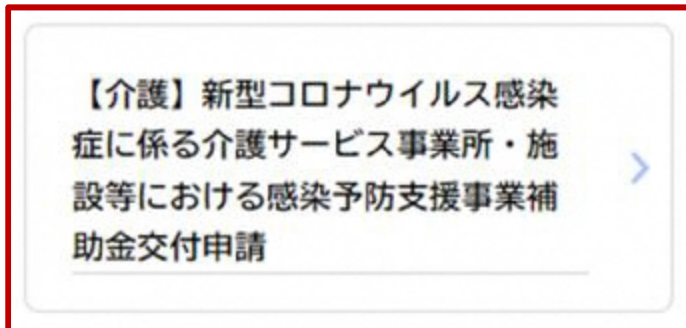 【介護】新型コロナウイルス感染
症に係る介護サービス事業所・施
設等における感染予防支援事業補
助金交付申請